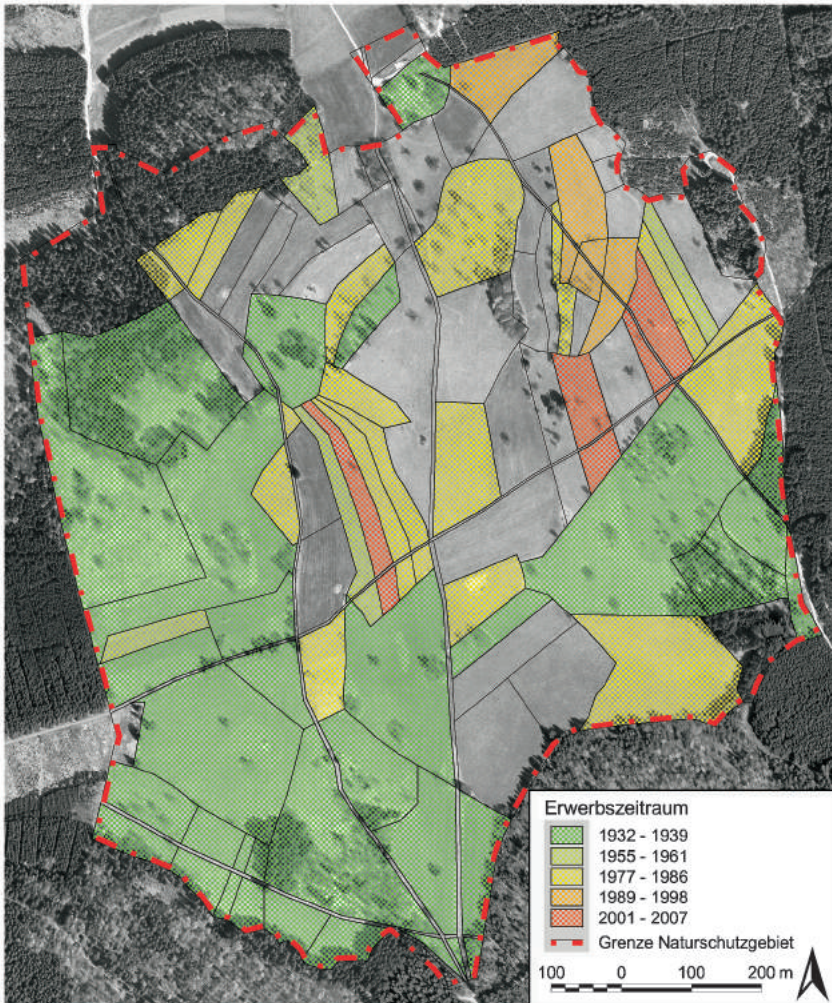 Erwerbszeitraum
1932 - 1939
1955 - 1961
1977 - 1986
1989 - 1998
2001 - 2007
Grenze Naturschutzgebiet
100 0 100 200 m